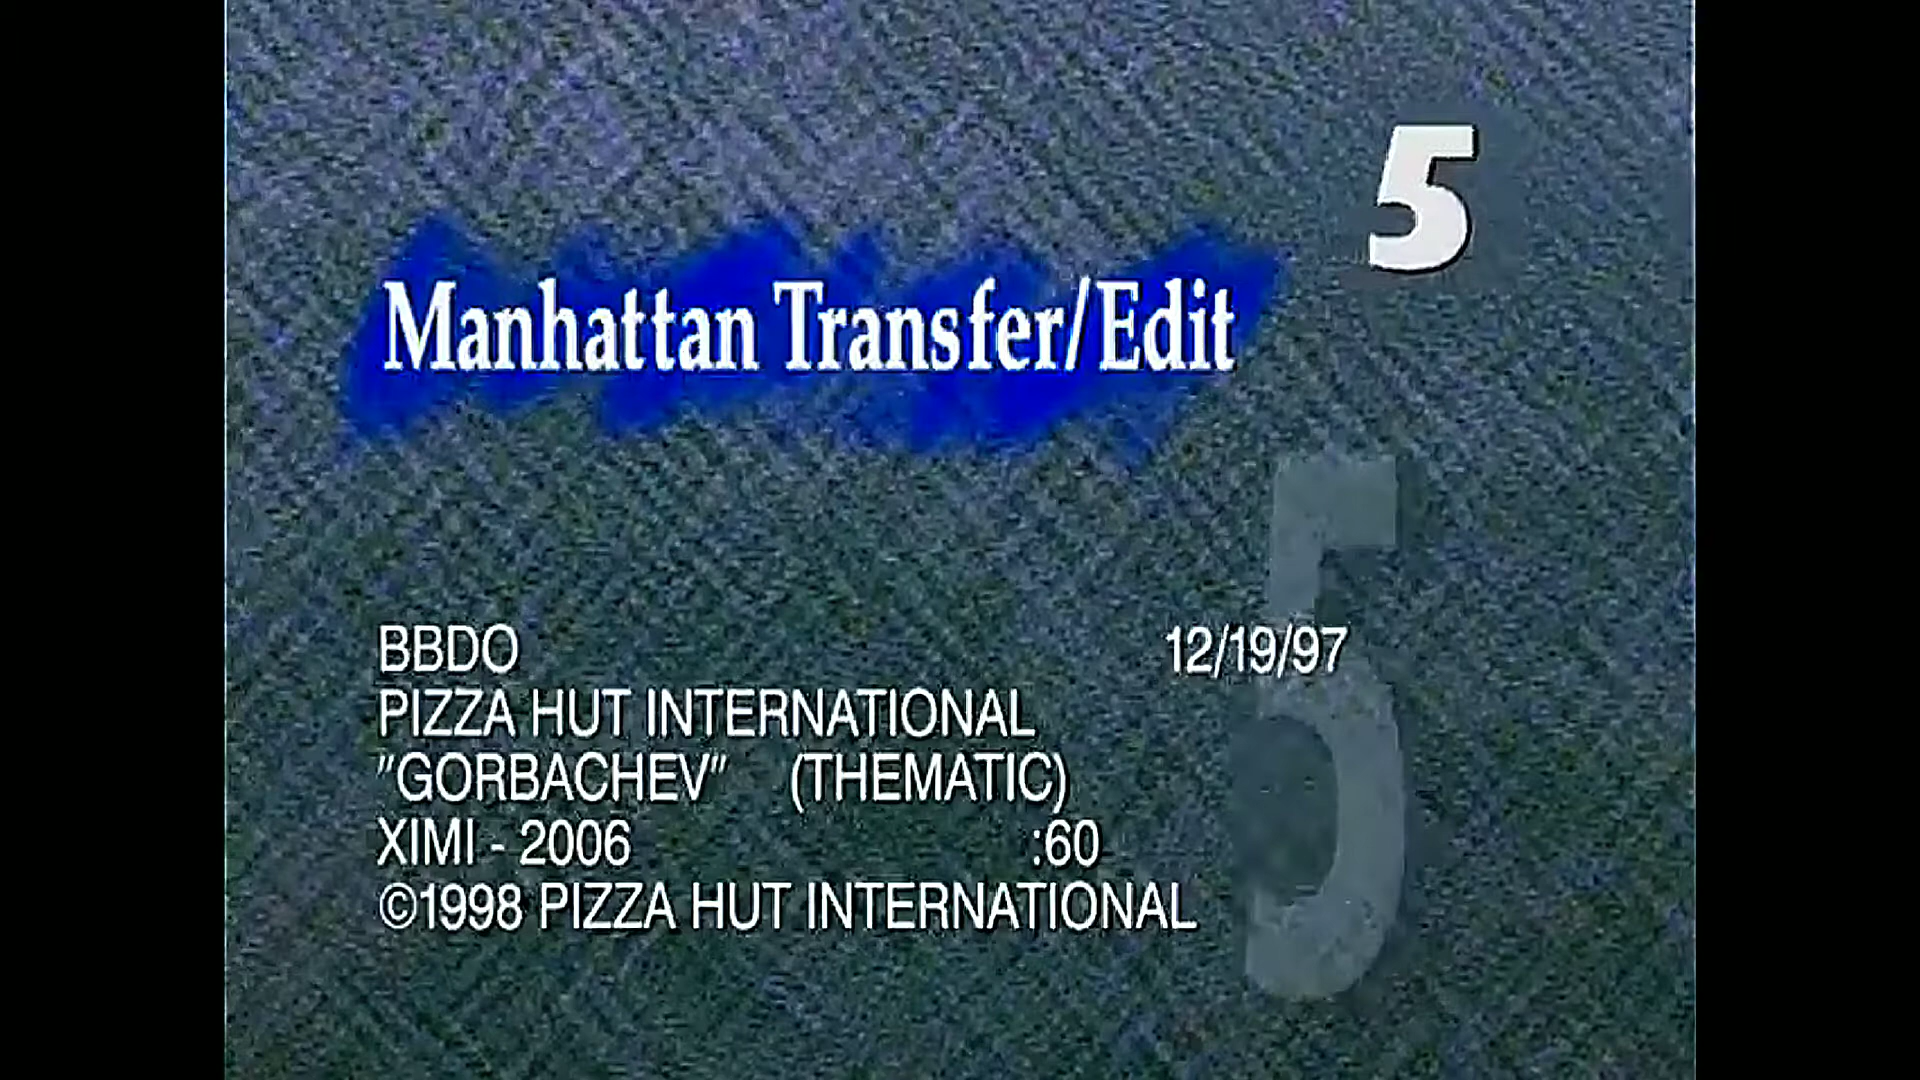 5
Manhattan Transfer/Edit
5
BBDO 12/19/97
PIZZA HUT INTERNATIONAL
"GORBACHEV" (THEMATIC)
XIMI - 2006 :60
©1998 PIZZA HUT INTERNATIONAL